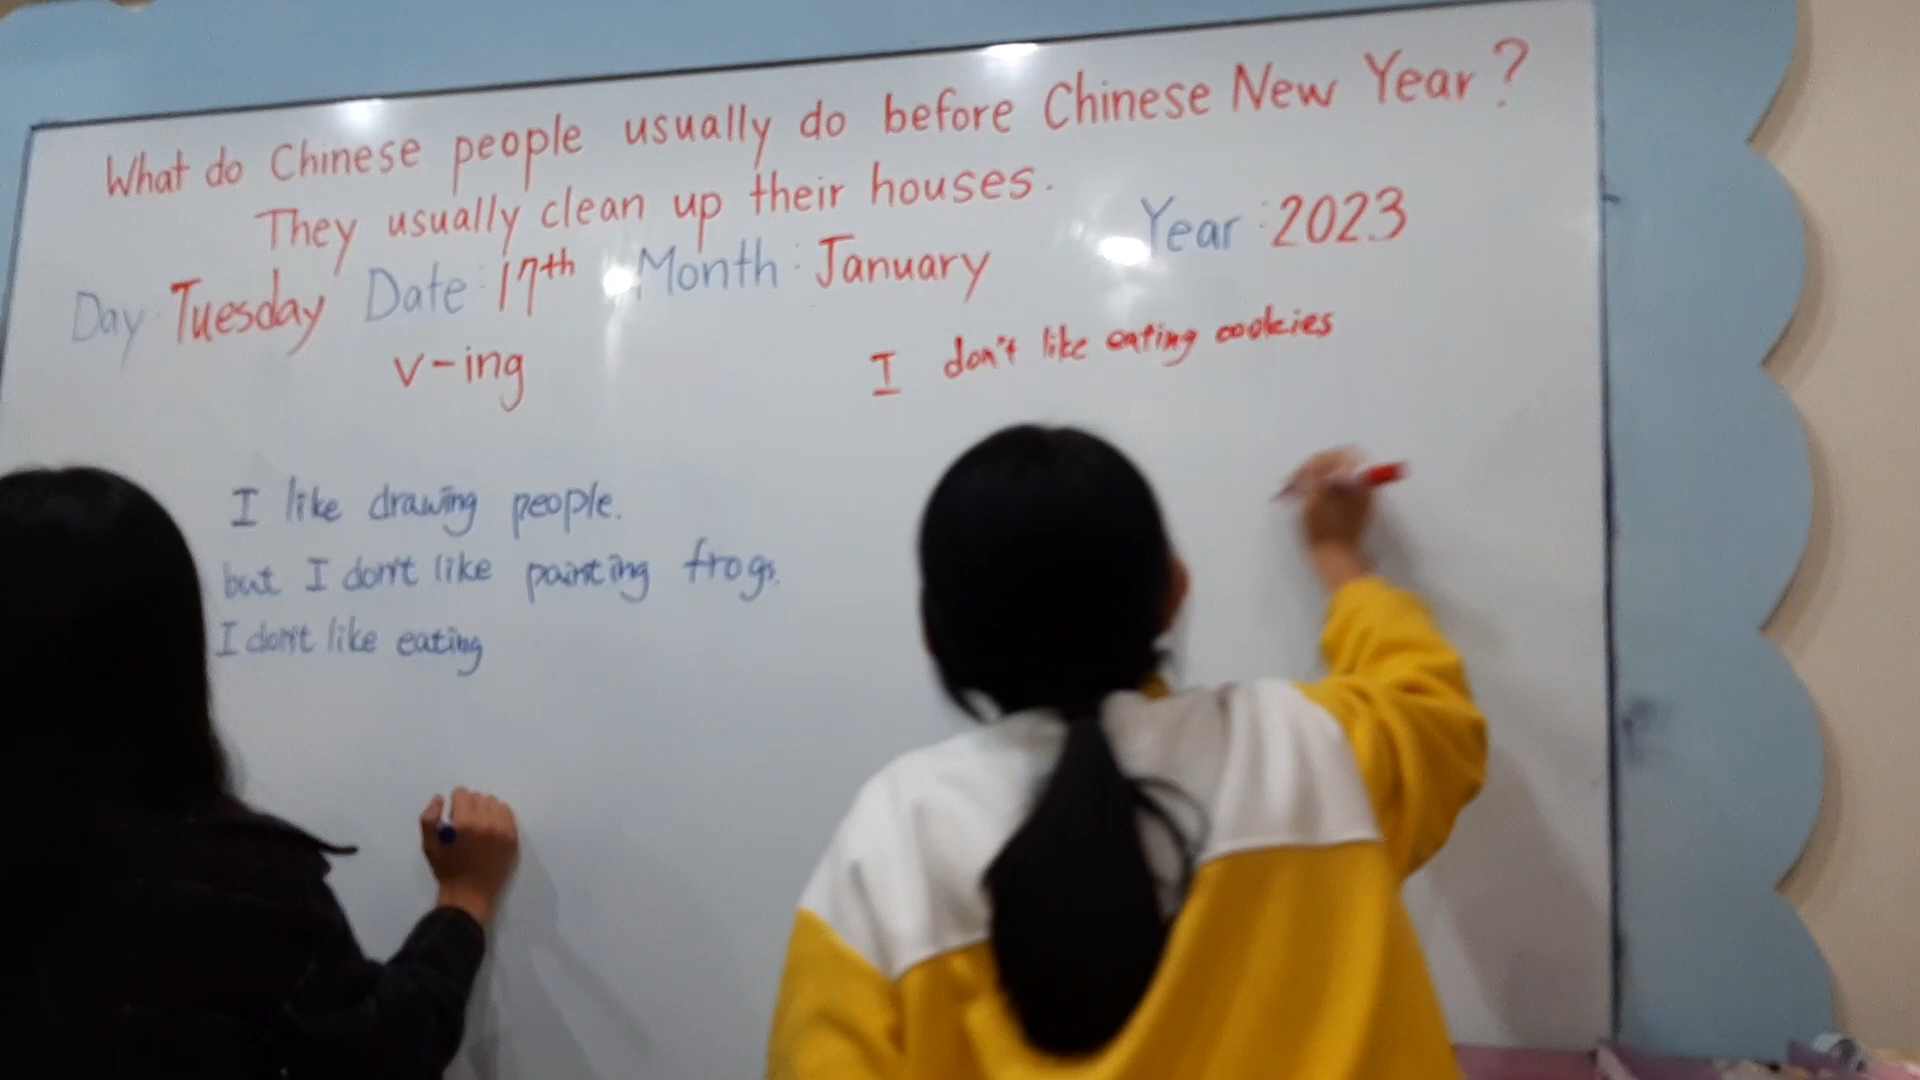 What do Chinese people usually do before Chinese New Year?
They usually clean up their houses.
Day: Tuesday Date: 17th Month: January Year: 2023
v-ing
I don't like eating cookies
I like drawing people.
but I don't like painting frogs.
I don't like eating